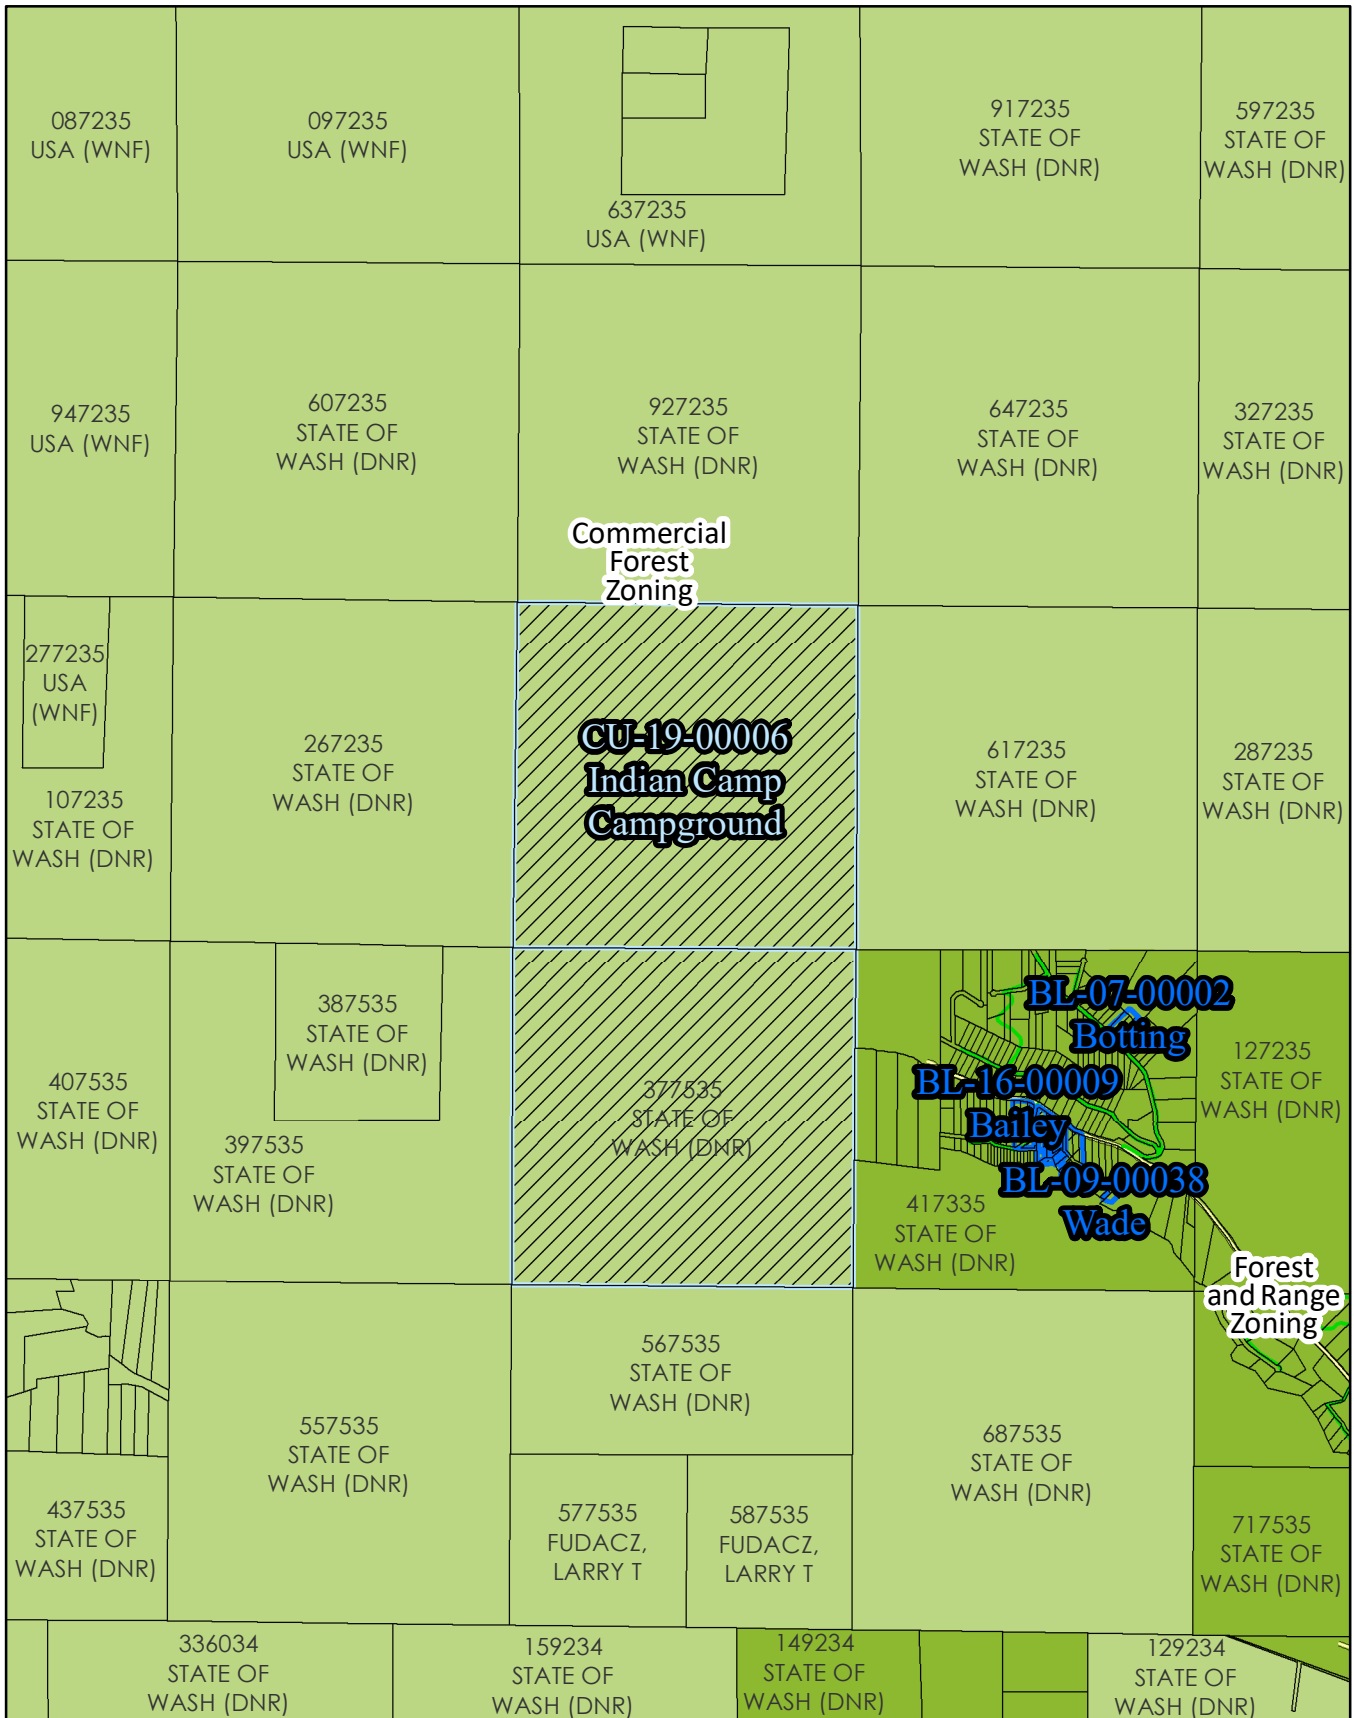 087235
USA (WNF)
097235
USA (WNF)
637235
USA (WNF)
917235
STATE OF
WASH (DNR)
597235
STATE OF
WASH (DNR)
947235
USA (WNF)
607235
STATE OF
WASH (DNR)
927235
STATE OF
WASH (DNR)
647235
STATE OF
WASH (DNR)
327235
STATE OF
WASH (DNR)
Commercial
Forest
Zoning
277235
USA
(WNF)
107235
STATE OF
WASH (DNR)
267235
STATE OF
WASH (DNR)
CU-19-00006
Indian Camp
Campground
617235
STATE OF
WASH (DNR)
287235
STATE OF
WASH (DNR)
407535
STATE OF
WASH (DNR)
387535
STATE OF
WASH (DNR)
397535
STATE OF
WASH (DNR)
377535
STATE OF
WASH (DNR)
BL-07-00002
Botting
BL-16-00009
Bailey
BL-09-00038
Wade
127235
STATE OF
WASH (DNR)
417335
STATE OF
WASH (DNR)
Forest
and Range
Zoning
557535
STATE OF
WASH (DNR)
567535
STATE OF
WASH (DNR)
687535
STATE OF
WASH (DNR)
437535
STATE OF
WASH (DNR)
577535
FUDACZ,
LARRY T
587535
FUDACZ,
LARRY T
717535
STATE OF
WASH (DNR)
336034
STATE OF
WASH (DNR)
159234
STATE OF
WASH (DNR)
149234
STATE OF
WASH (DNR)
129234
STATE OF
WASH (DNR)